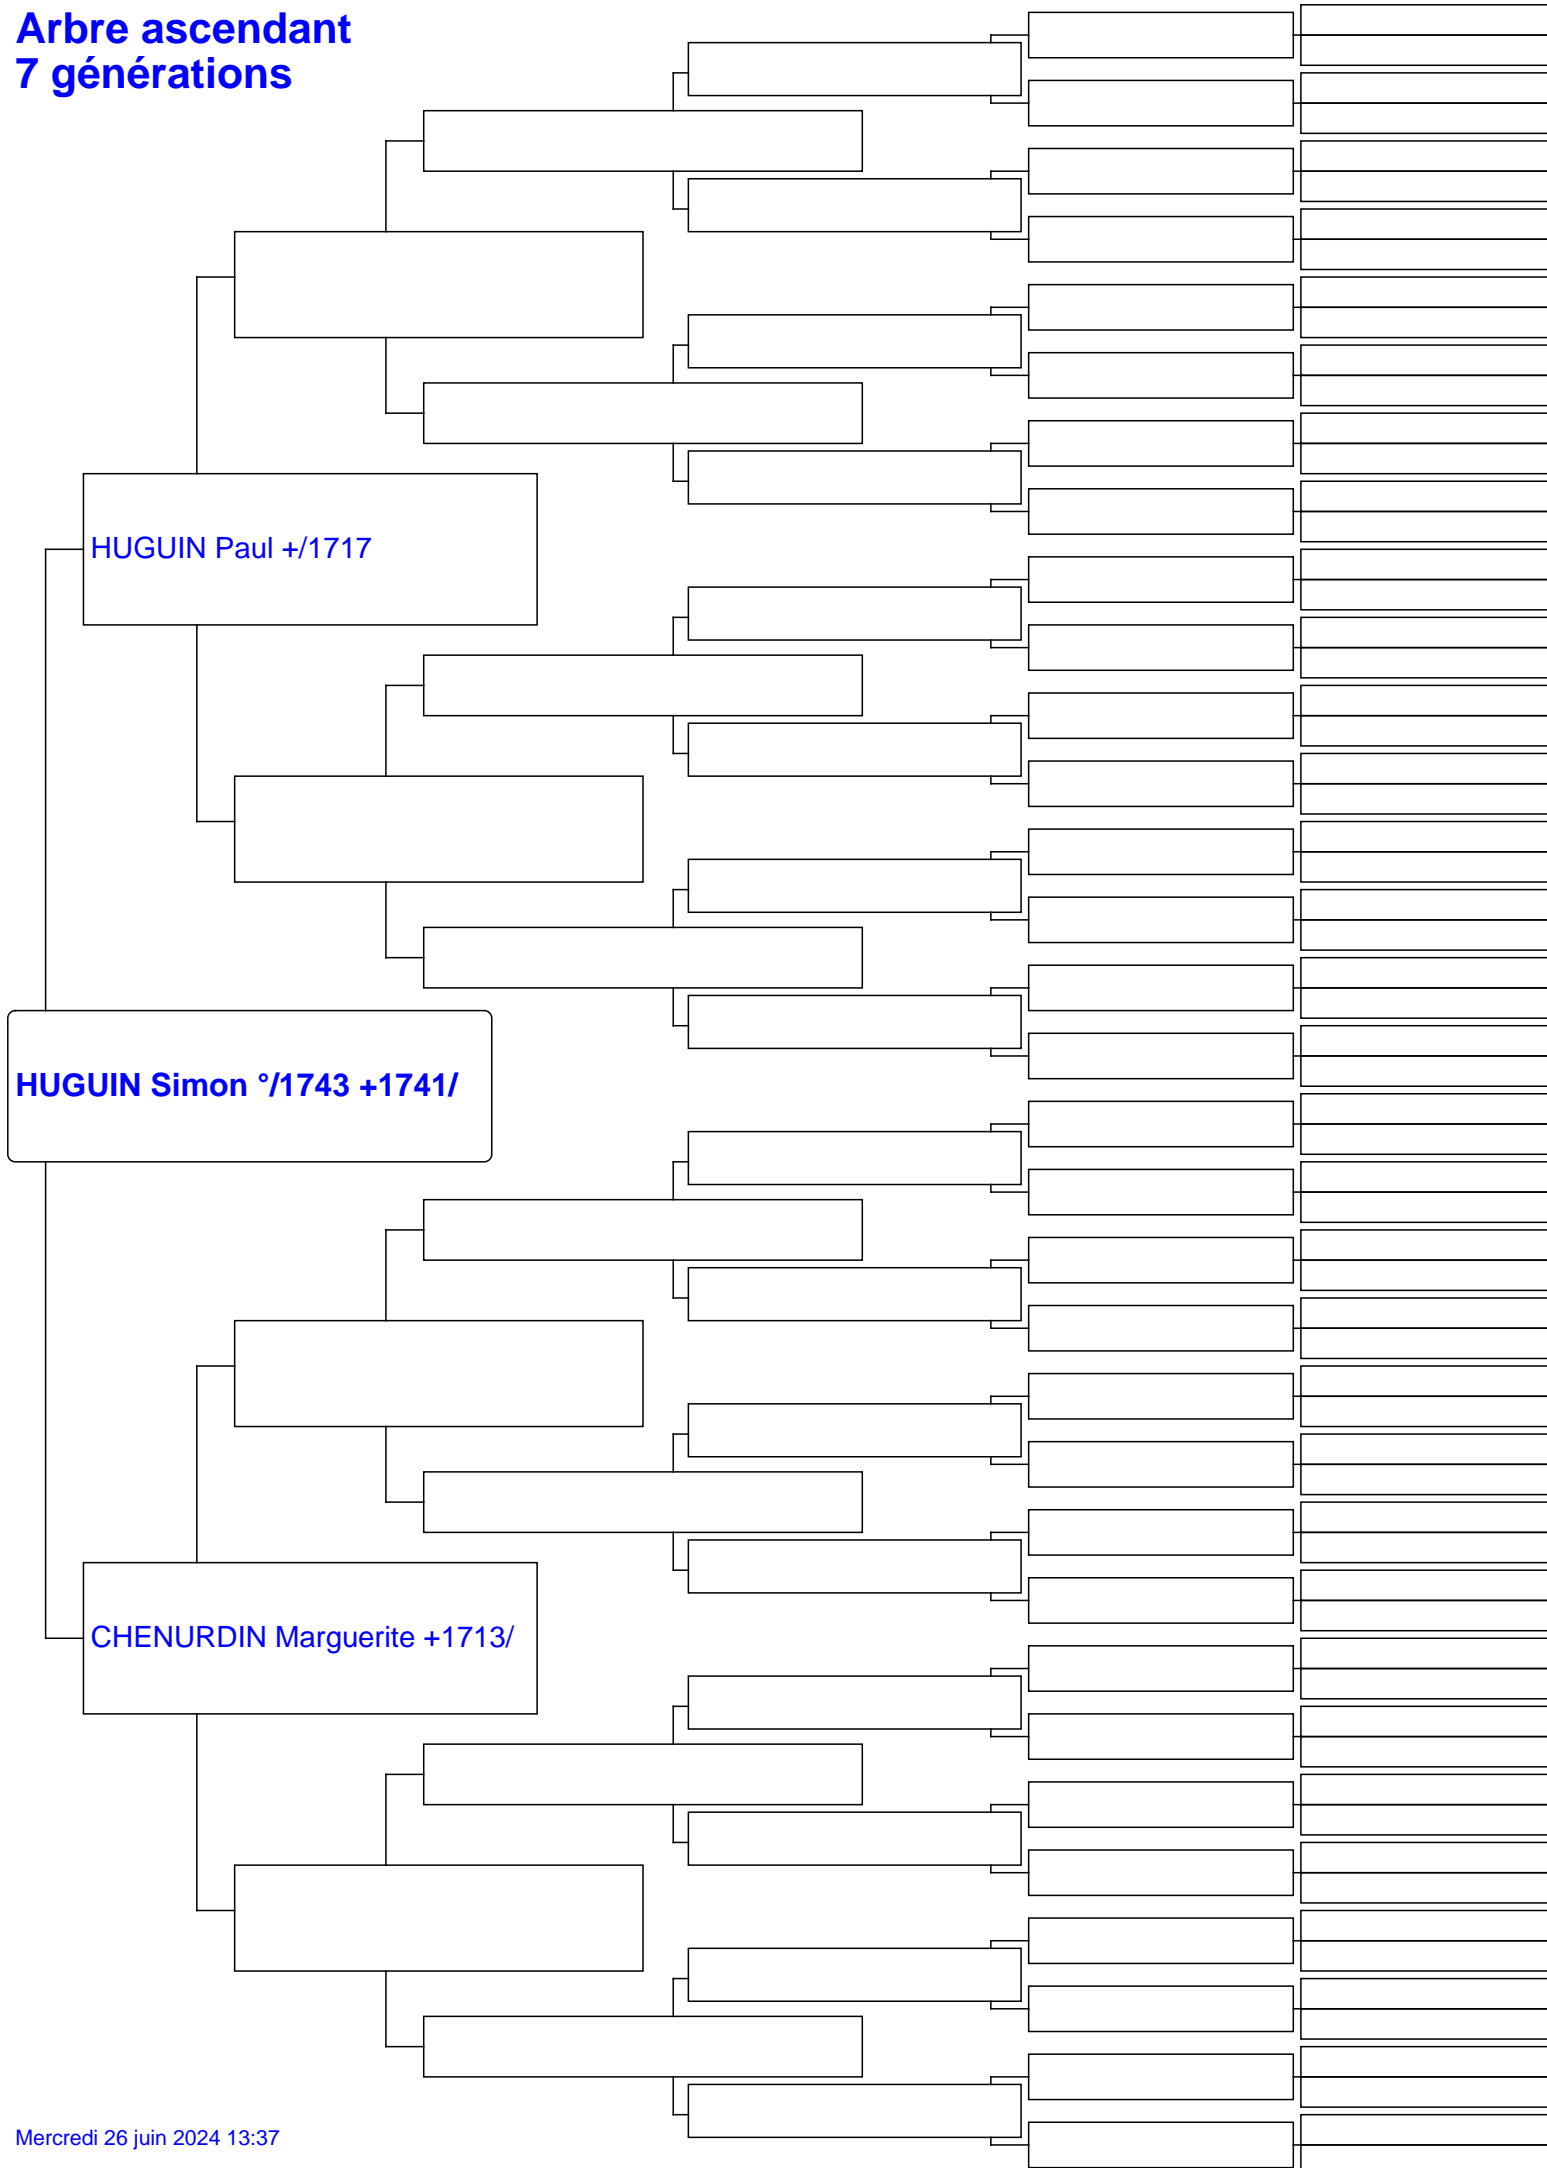 Arbre ascendant
7 générations
HUGUIN Paul +/1717
HUGUIN Simon °/1743 +1741/
CHENURDIN Marguerite +1713/
Mercredi 26 juin 2024 13:37